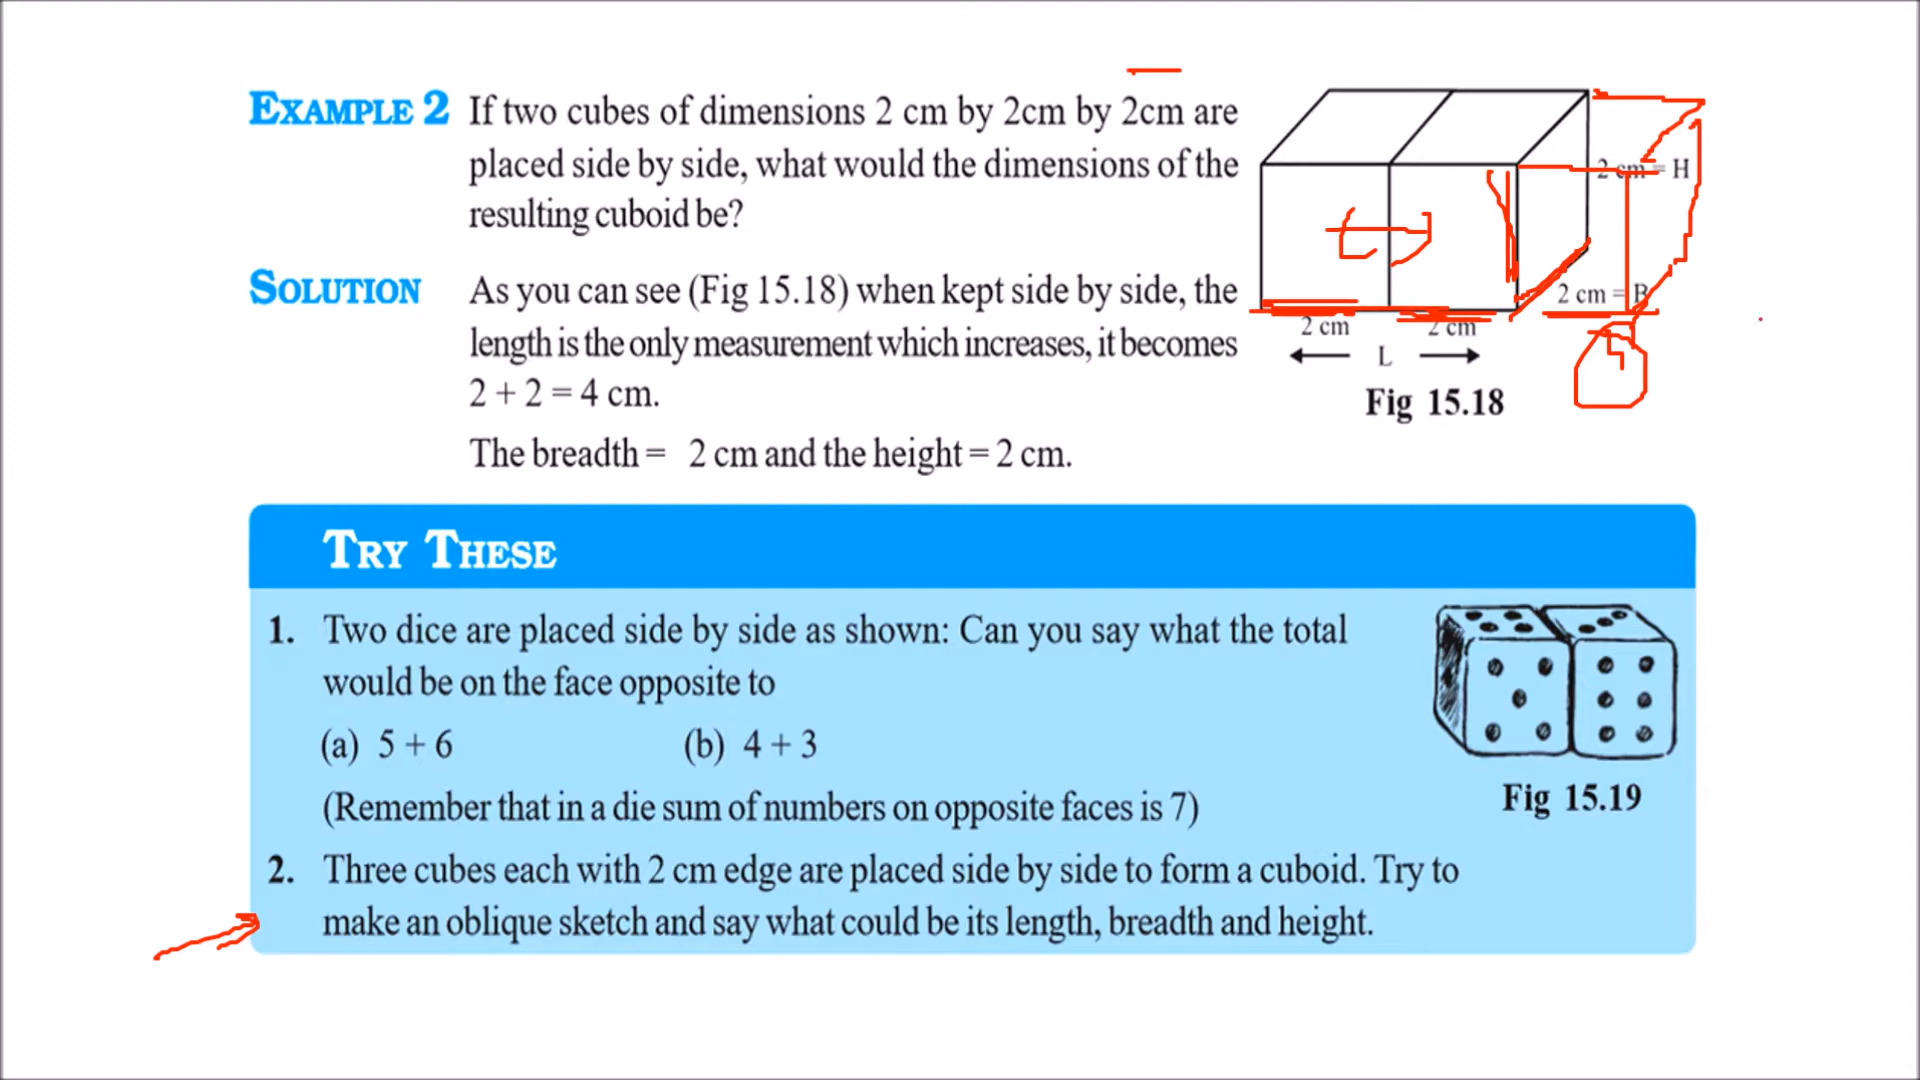 EXAMPLE 2 If two cubes of dimensions 2 cm by 2cm by 2cm are
placed side by side, what would the dimensions of the
resulting cuboid be?
SOLUTION As you can see (Fig 15.18) when kept side by side, the
length is the only measurement which increases, it becomes
2 + 2 = 4 cm.
The breadth = 2 cm and the height = 2 cm.
2 cm = H
2 cm = B
2 cm 2 cm
L
Fig 15.18
TRY THESE
1. Two dice are placed side by side as shown: Can you say what the total
would be on the face opposite to
(a) 5 + 6 (b) 4 + 3
(Remember that in a die sum of numbers on opposite faces is 7)
Fig 15.19
2. Three cubes each with 2 cm edge are placed side by side to form a cuboid. Try to
make an oblique sketch and say what could be its length, breadth and height.